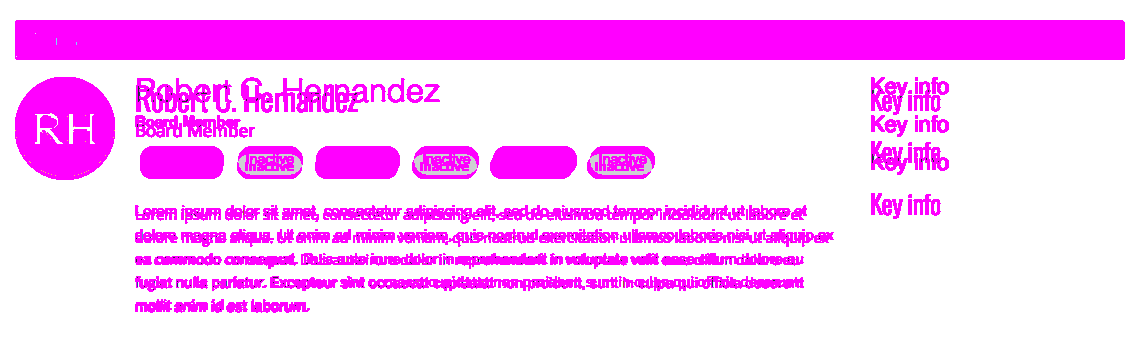 RH
Robert C. Hernandez
Robert C. Hernandez
Board Member
Board Member
Inactive
Inactive
Inactive
Inactive
Inactive
Inactive
Lorem ipsum dolor sit amet, consectetur adipiscing elit, sed do eiusmod tempor incididunt ut labore et
dolore magna aliqua. Ut enim ad minim veniam, quis nostrud exercitation ullamco laboris nisi ut aliquip ex
ea commodo consequat. Duis aute irure dolor in reprehenderit in voluptate velit esse cillum dolore eu
fugiat nulla pariatur. Excepteur sint occaecat cupidatat non proident, sunt in culpa qui officia deserunt
mollit anim id est laborum.
Key info
Key info
Key info
Key info
Key info
Key info